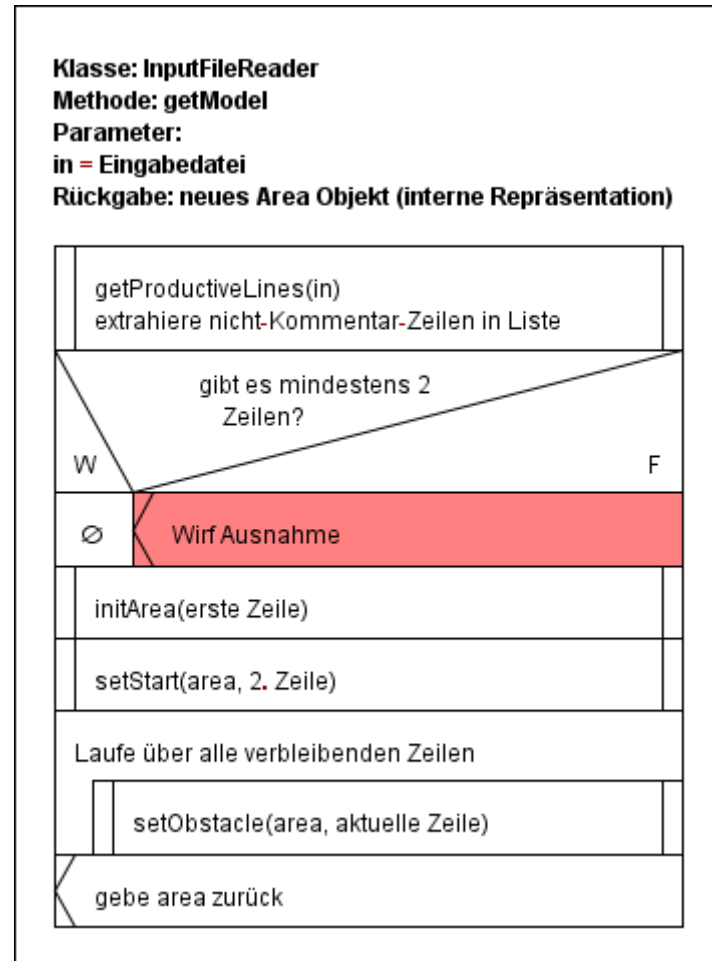 Klasse: InputFileReader
Methode: getModel
Parameter:
in = Eingabedatei
Rückgabe: neues Area Objekt (interne Repräsentation)
getProductiveLines(in)
extrahiere nicht-Kommentar-Zeilen in Liste
gibt es mindestens 2
Zeilen?
W
F
∅
Wirf Ausnahme
initArea(erste Zeile)
setStart(area, 2. Zeile)
Laufe über alle verbleibenden Zeilen
setObstacle(area, aktuelle Zeile)
gebe area zurück